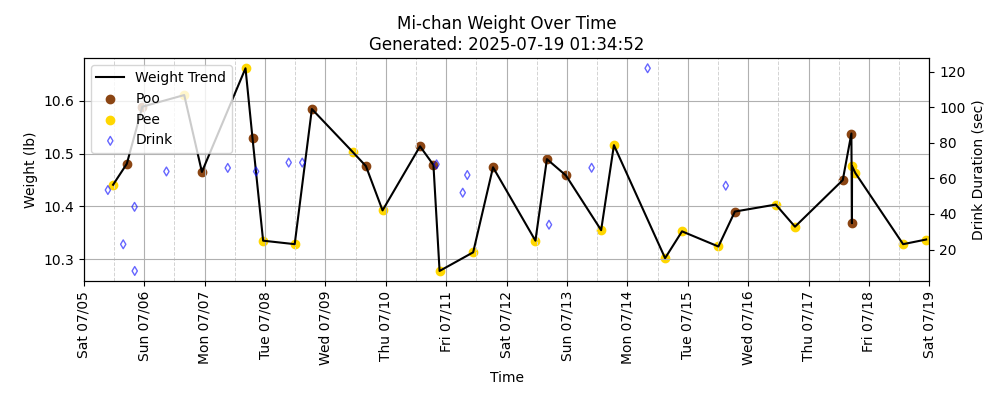 Mi-chan Weight Over Time
Generated: 2025-07-19 01:34:52
Weight Trend
Poo
Pee
Drink
Weight (lb)
10.6
10.5
10.4
10.3
120
100
80
60
40
20
Drink Duration (sec)
Sat 07/05
Sun 07/06
Mon 07/07
Tue 07/08
Wed 07/09
Thu 07/10
Fri 07/11
Sat 07/12
Sun 07/13
Mon 07/14
Tue 07/15
Wed 07/16
Thu 07/17
Fri 07/18
Sat 07/19
Time